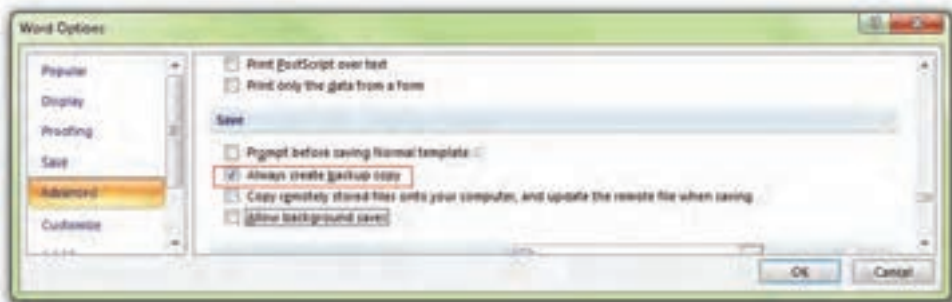 Word Options
Popular
Display
Proofing
Save
Advanced
Customize
Print PostScript over text
Print only the data from a form
Save
Prompt before saving Normal template
Always create backup copy
Copy remotely stored files onto your computer, and update the remote file when saving
Allow background saves
OK
Cancel